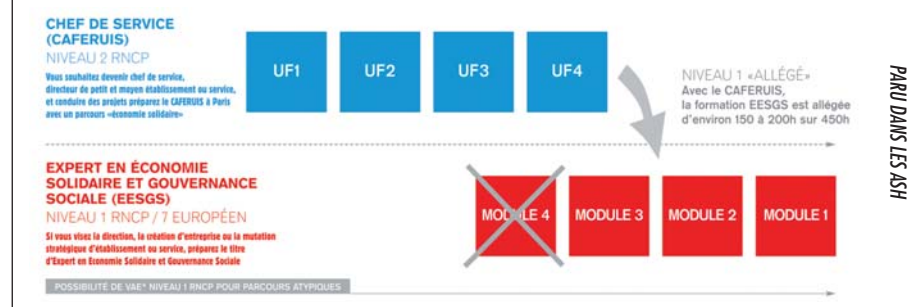 CHEF DE SERVICE
(CAFERUIS)
NIVEAU 2 RNCP
Vous souhaitez devenir chef de service,
directeur de petit et moyen établissement ou service,
et conduire des projets préparez le CAFERUIS à Paris
avec un parcours «économie solidaire»
UF1
UF2
UF3
UF4
NIVEAU 1 «ALLÉGÉ»
Avec le CAFERUIS,
la formation EESGS est allégée
d'environ 150 à 200h sur 450h
PARU DANS LES ASH
EXPERT EN ÉCONOMIE
SOLIDAIRE ET GOUVERNANCE
SOCIALE (EESGS)
NIVEAU 1 RNCP / 7 EUROPÉEN
Si vous visez la direction, la création d'entreprise ou la mutation
stratégique d'établissement ou service, préparez le titre
d'Expert en Economie Solidaire et Gouvernance Sociale
MODULE 4
MODULE 3
MODULE 2
MODULE 1
POSSIBILITÉ DE VAE* NIVEAU 1 RNCP POUR PARCOURS ATYPIQUES